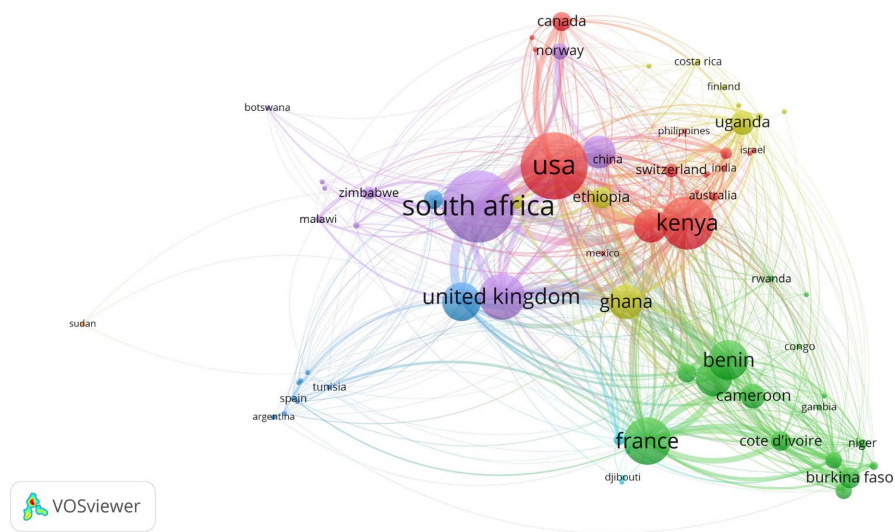 canada
norway
costa rica
finland
botswana
uganda
philippines
israel
usa
china
switzerland
india
zimbabwe
ethiopia
australia
south africa
malawi
kenya
mexico
rwanda
united kingdom
ghana
sudan
congo
benin
tunisia
cameroon
spain
gambia
argentina
france
cote d'ivoire
niger
djibouti
burkina faso
VOSviewer